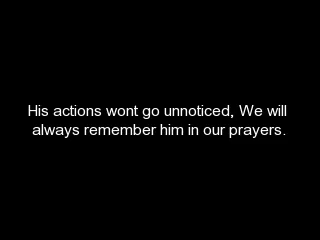 His actions wont go unnoticed, We will
always remember him in our prayers.